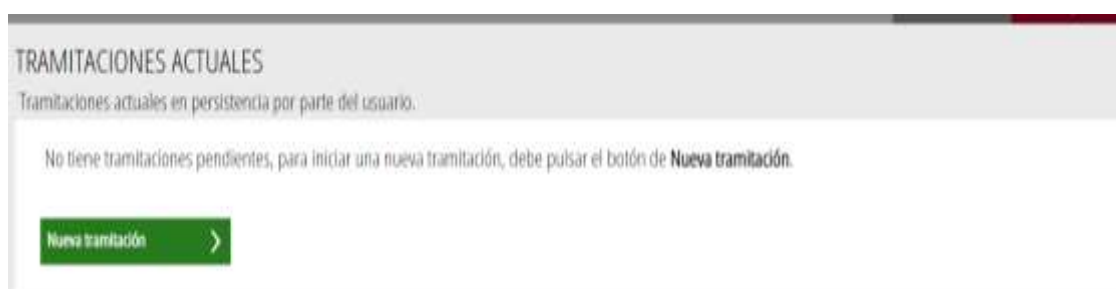 TRAMITACIONES ACTUALES
Tramitaciones actuales en persistencia por parte del usuario.
No tiene tramitaciones pendientes, para iniciar una nueva tramitación, debe pulsar el botón de Nueva tramitación.
Nueva tramitación